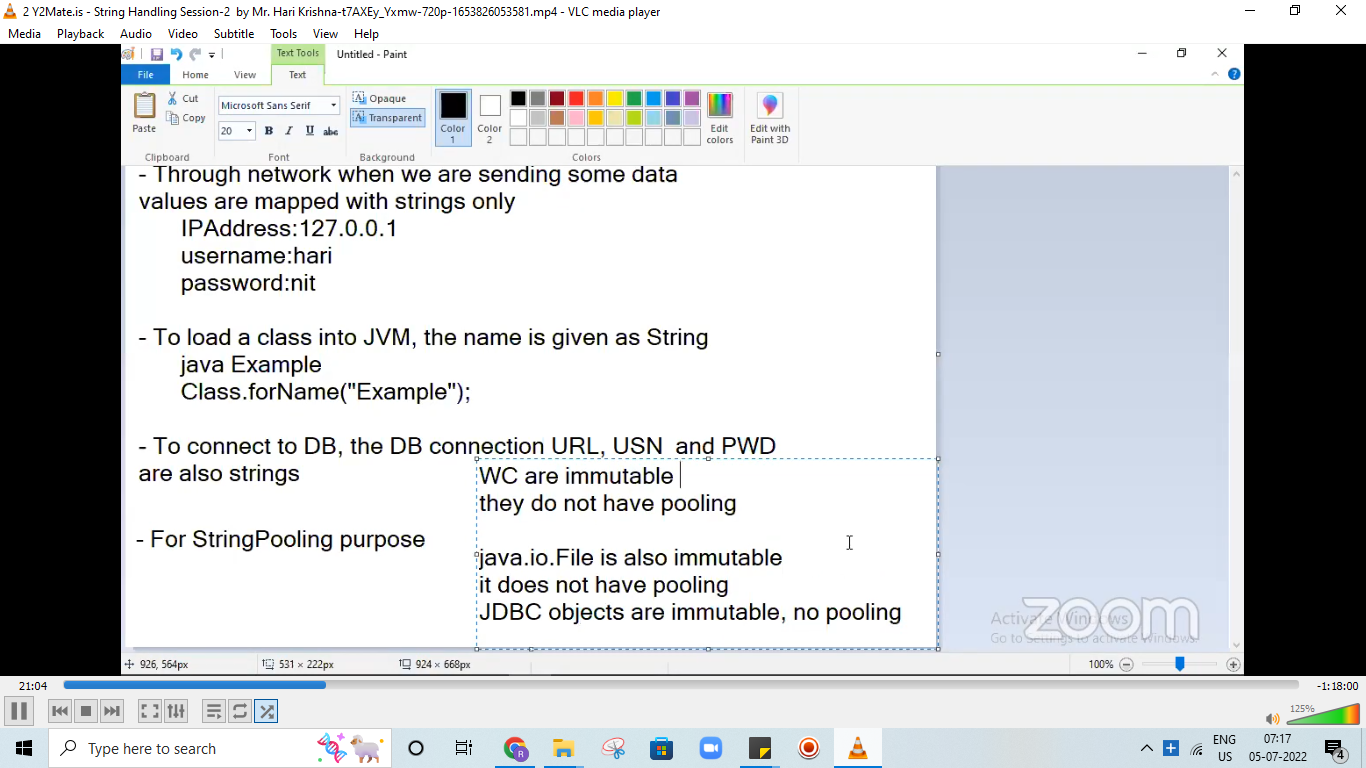 2 Y2Mate.is - String Handling Session-2 by Mr. Hari Krishna-t7AXEy_Yxmw-720p-1653826053581.mp4 - VLC media player
Media Playback Audio Video Subtitle Tools View Help
Text Tools Untitled - Paint
File Home View Text
Paste Cut Copy
Microsoft Sans Serif
20 B I U abc
Opaque
Transparent
Color 1
Color 2
Edit colors
Edit with Paint 3D
Clipboard Font Background Colors
- Through network when we are sending some data
values are mapped with strings only
IPAddress:127.0.0.1
username:hari
password:nit
- To load a class into JVM, the name is given as String
java Example
Class.forName("Example");
- To connect to DB, the DB connection URL, USN and PWD
are also strings
- For StringPooling purpose
WC are immutable
they do not have pooling
java.io.File is also immutable
it does not have pooling
JDBC objects are immutable, no pooling
zoom
Activate Windows
Go to Settings to activate Windows.
926, 564px 531 × 222px 924 × 668px 100%
21:04 -1:18:00
125%
Type here to search
ENG
US
07:17
05-07-2022
4